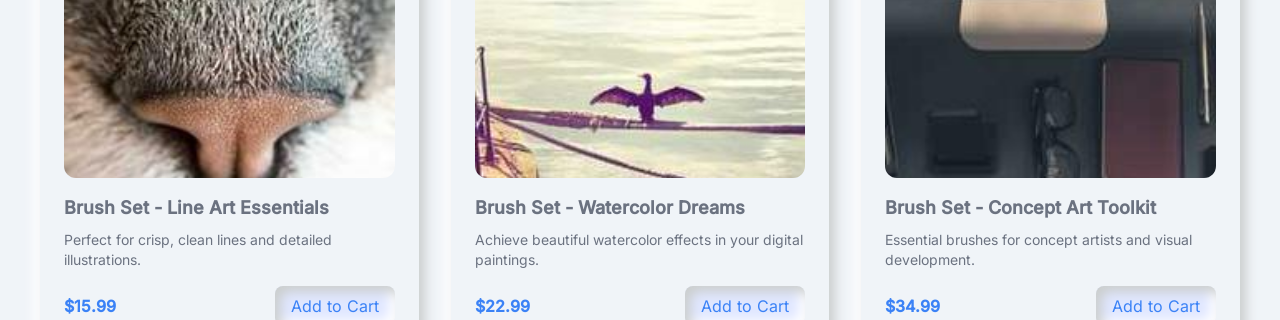 Brush Set - Line Art Essentials
Perfect for crisp, clean lines and detailed
illustrations.
$15.99
Add to Cart
Brush Set - Watercolor Dreams
Achieve beautiful watercolor effects in your digital
paintings.
$22.99
Add to Cart
Brush Set - Concept Art Toolkit
Essential brushes for concept artists and visual
development.
$34.99
Add to Cart